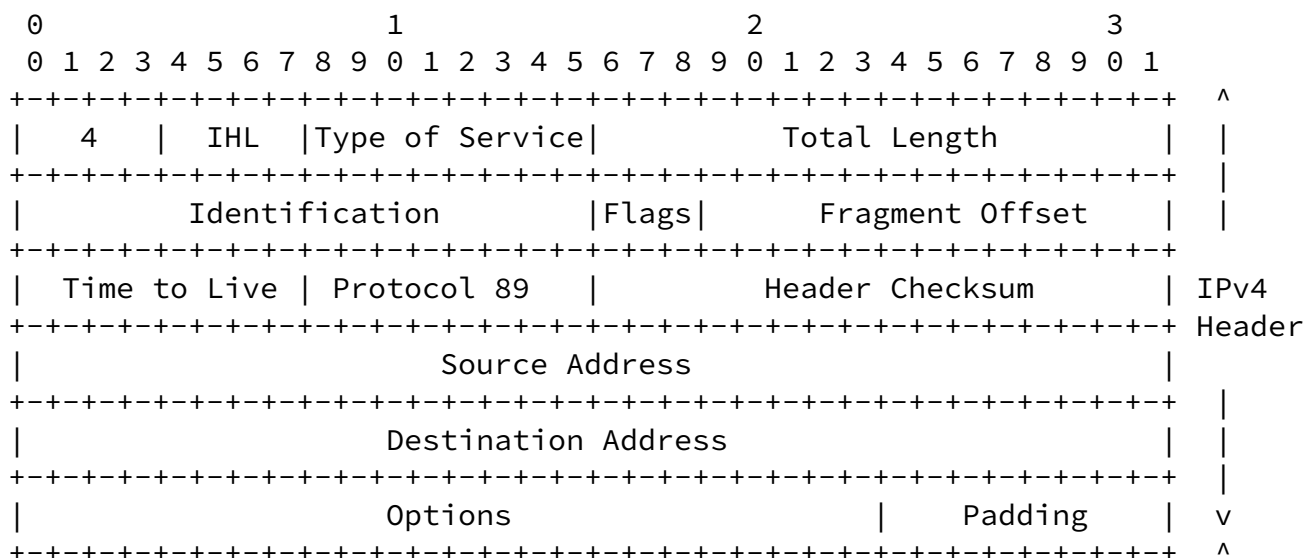 0                   1                   2                   3
0 1 2 3 4 5 6 7 8 9 0 1 2 3 4 5 6 7 8 9 0 1 2 3 4 5 6 7 8 9 0 1
+-+-+-+-+-+-+-+-+-+-+-+-+-+-+-+-+-+-+-+-+-+-+-+-+-+-+-+-+-+-+-+-+  ^
|   4   |  IHL  |Type of Service|          Total Length         |  |
+-+-+-+-+-+-+-+-+-+-+-+-+-+-+-+-+-+-+-+-+-+-+-+-+-+-+-+-+-+-+-+-+  |
|         Identification        |Flags|      Fragment Offset    |  |
+-+-+-+-+-+-+-+-+-+-+-+-+-+-+-+-+-+-+-+-+-+-+-+-+-+-+-+-+-+-+-+-+
|  Time to Live | Protocol 89   |         Header Checksum       | IPv4
+-+-+-+-+-+-+-+-+-+-+-+-+-+-+-+-+-+-+-+-+-+-+-+-+-+-+-+-+-+-+-+-+ Header
|                       Source Address                          |
+-+-+-+-+-+-+-+-+-+-+-+-+-+-+-+-+-+-+-+-+-+-+-+-+-+-+-+-+-+-+-+-+  |
|                    Destination Address                        |  |
+-+-+-+-+-+-+-+-+-+-+-+-+-+-+-+-+-+-+-+-+-+-+-+-+-+-+-+-+-+-+-+-+  |
|                    Options                    |    Padding    |  v
+-+-+-+-+-+-+-+-+-+-+-+-+-+-+-+-+-+-+-+-+-+-+-+-+-+-+-+-+-+-+-+-+  ^